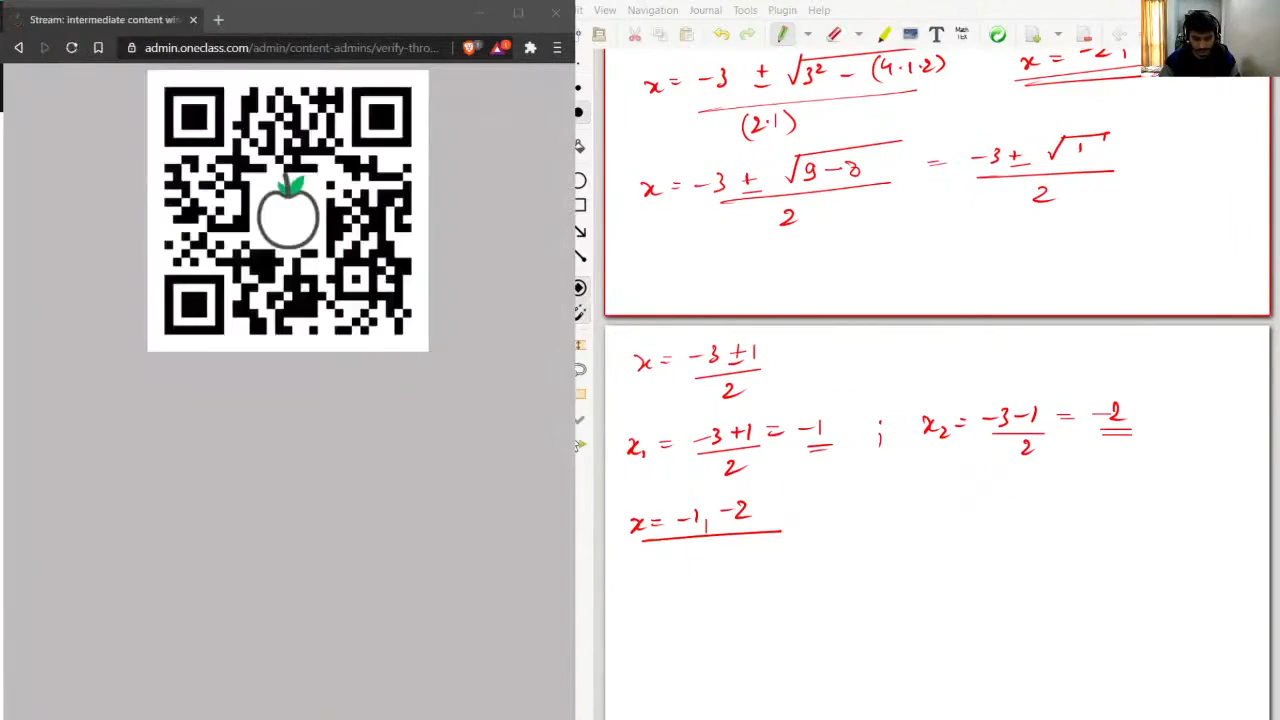 Stream: intermediate content wis
admin.oneclass.com/admin/content-admins/verify-thro...
View Navigation Journal Tools Plugin Help
x = -3 ± √3² - (4·1·2)
(2·1)
x = -3 ± √9-8 = -3 ± √1
2 2
x = -3 ± 1
2
x₁ = -3+1 = -1 ; x₂ = -3-1 = -2
2 2
x = -1, -2